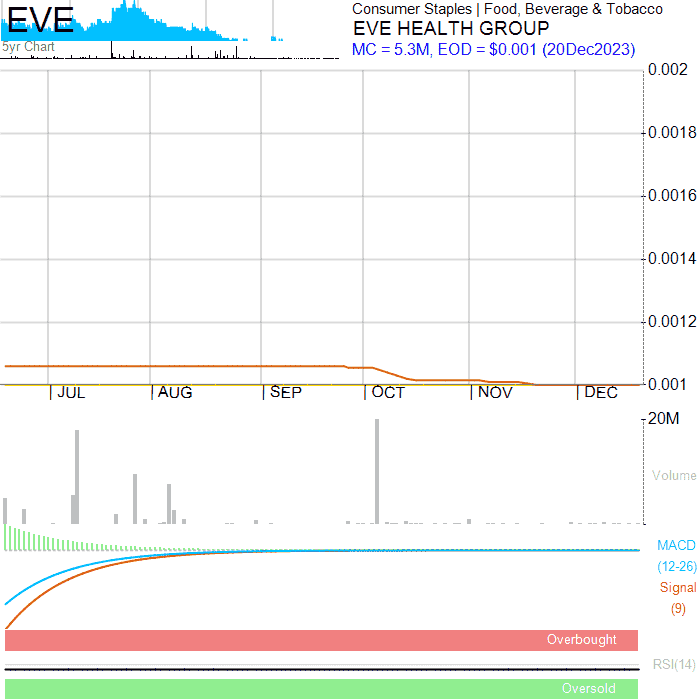 EVE
5yr Chart
Consumer Staples | Food, Beverage & Tobacco
EVE HEALTH GROUP
MC = 5.3M, EOD = $0.001 (20Dec2023)
0.002
0.0018
0.0016
0.0014
0.0012
0.001
JUL AUG SEP OCT NOV DEC
20M
Volume
MACD
(12-26)
Signal
(9)
Overbought
RSI(14)
Oversold